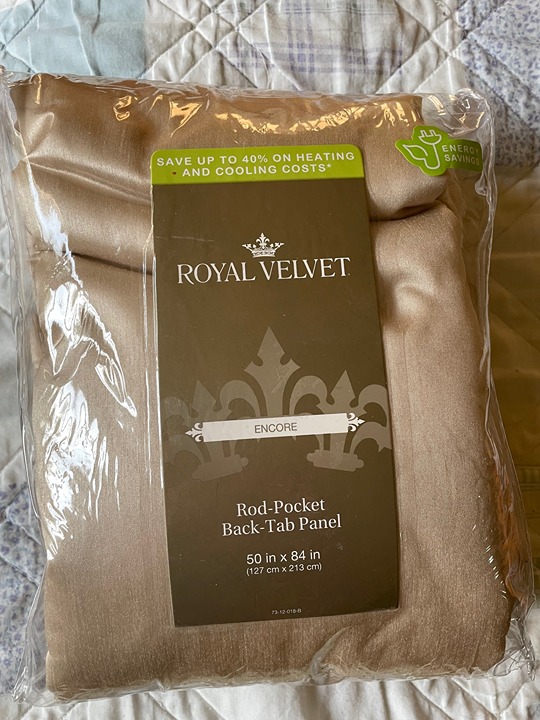 SAVE UP TO 40% ON HEATING
AND COOLING COSTS*
ENERGY
SAVINGS
ROYAL VELVET
ENCORE
Rod-Pocket
Back-Tab Panel
50 in x 84 in
(127 cm x 213 cm)
73-12-018-B